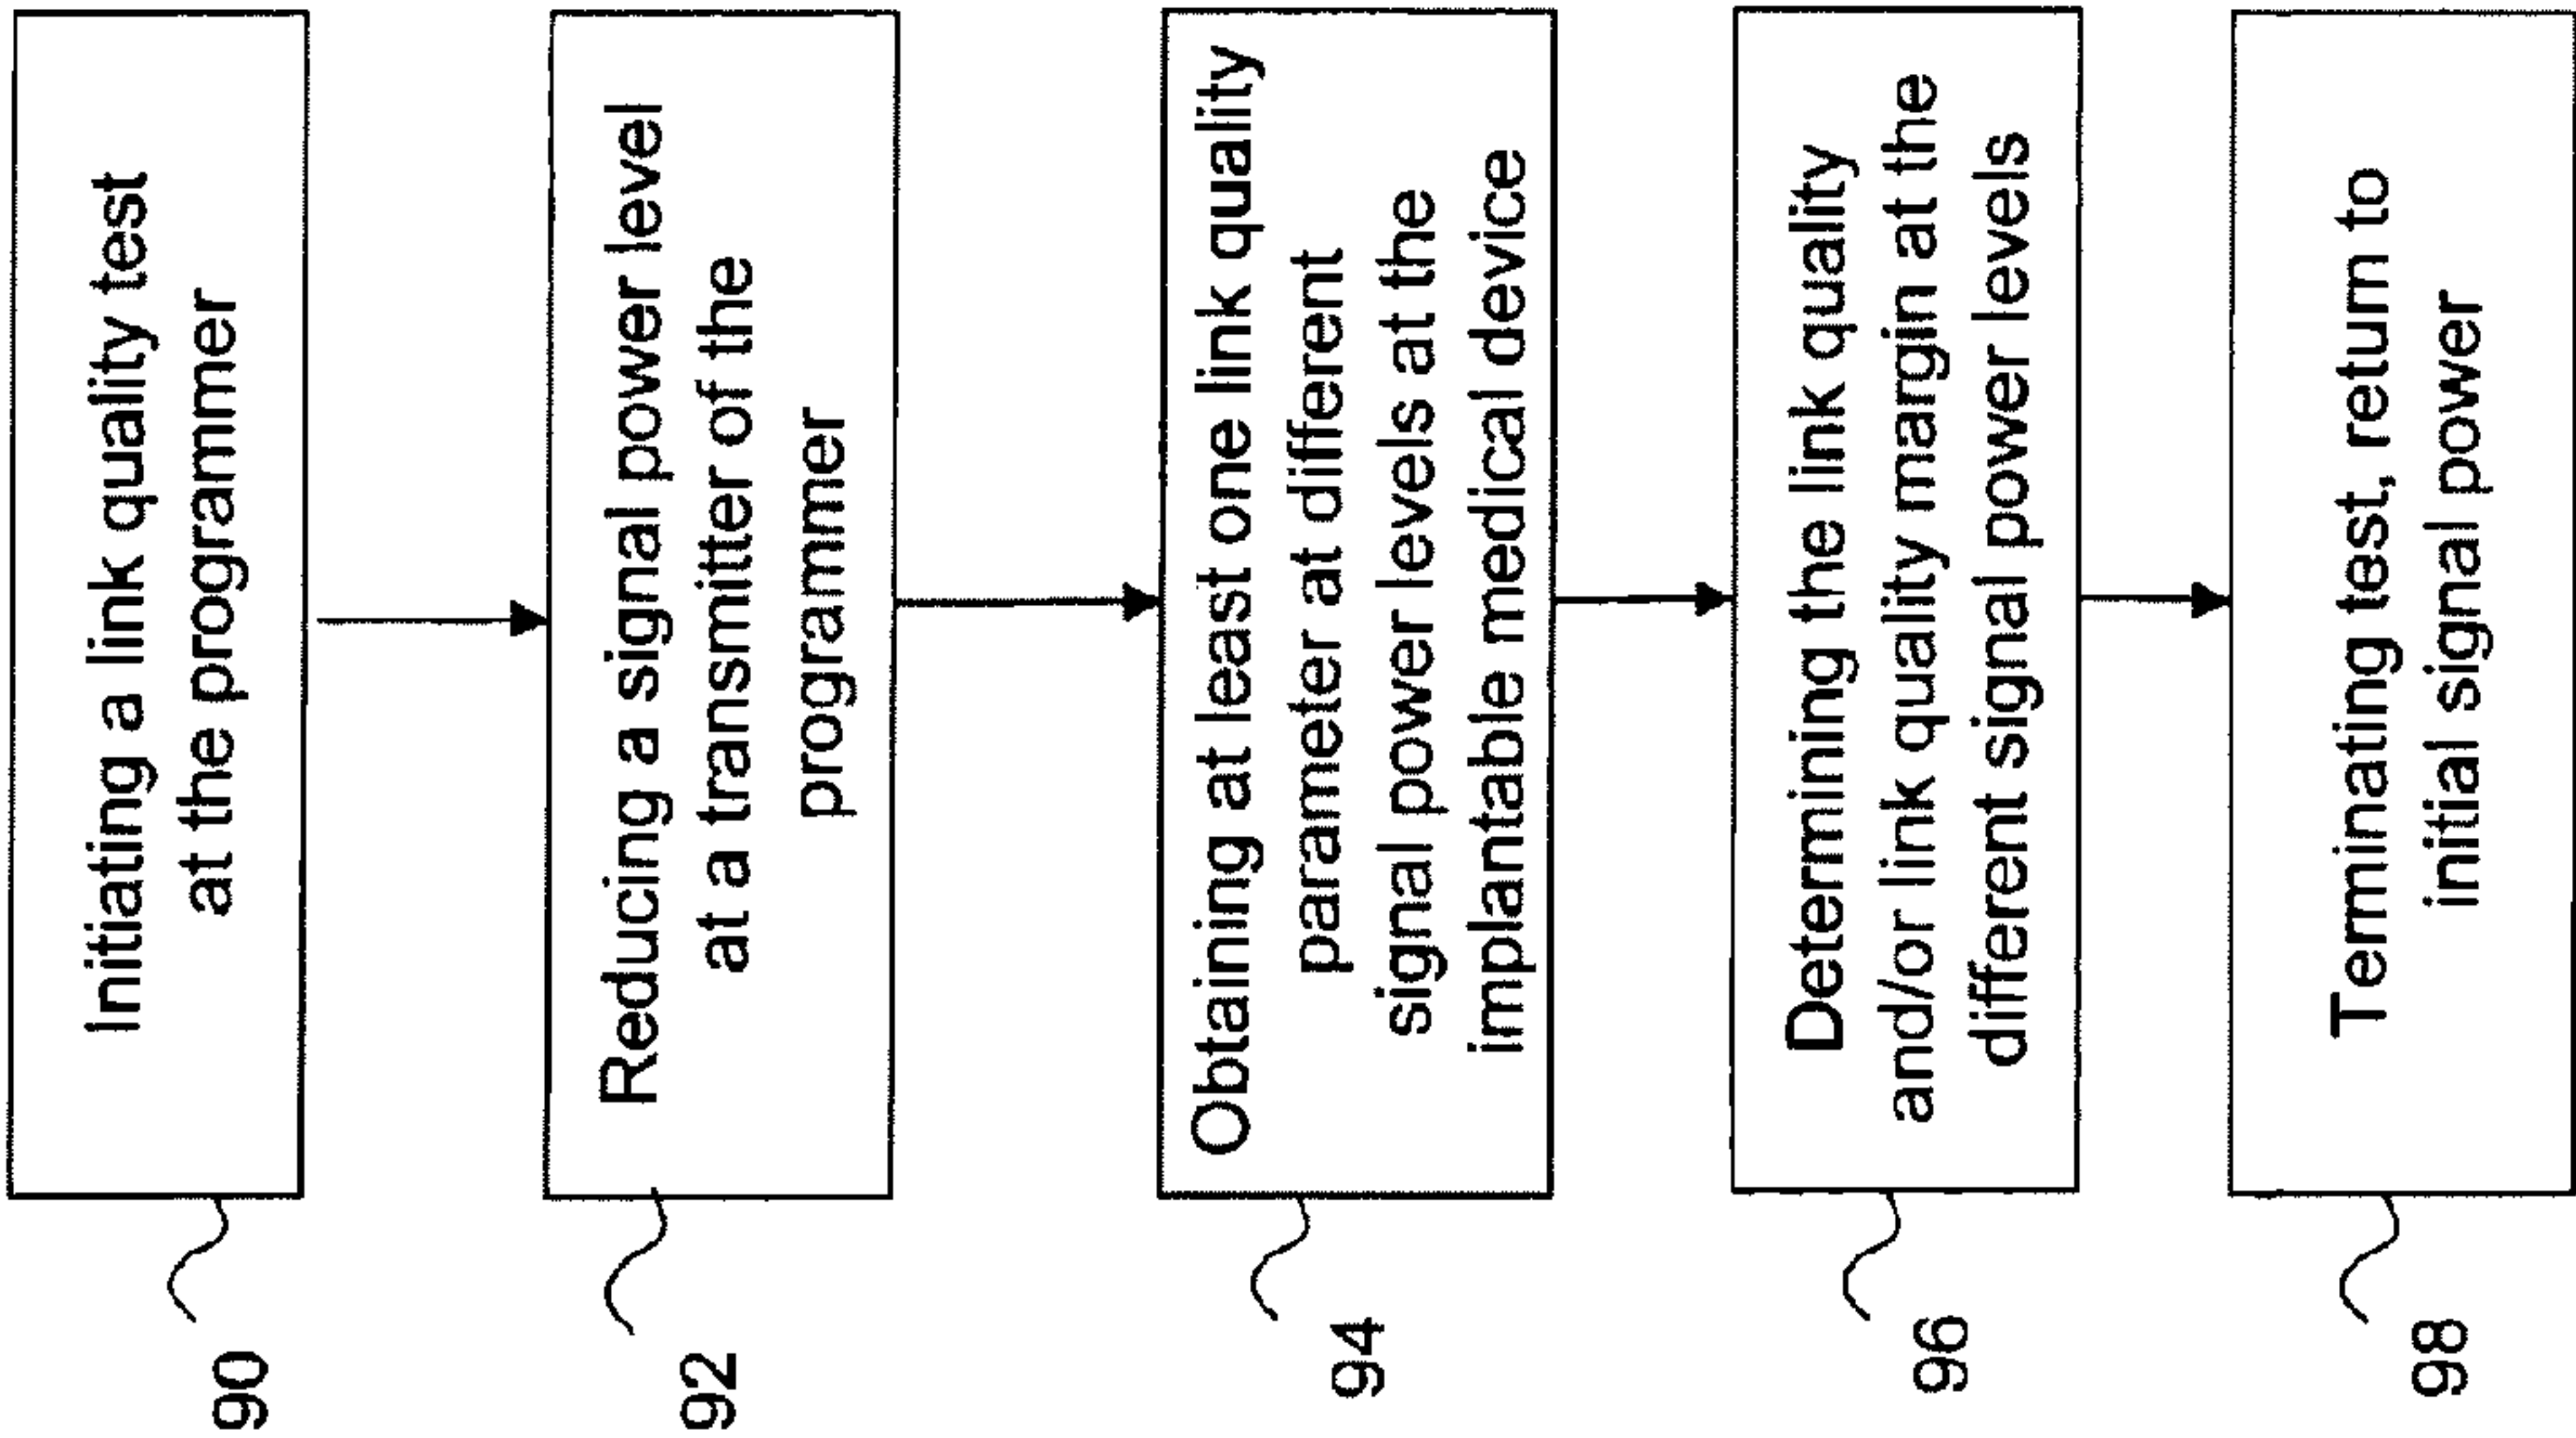 90
Initiating a link quality test
at the programmer
92
Reducing a signal power level
at a transmitter of the
programmer
94
Obtaining at least one link quality
parameter at different
signal power levels at the
implantable medical device
96
Determining the link quality
and/or link quality margin at the
different signal power levels
98
Terminating test, return to
initial signal power